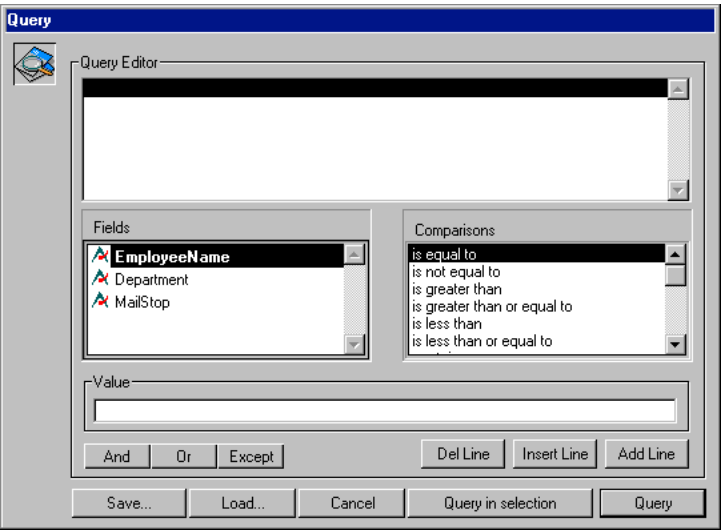 Query
Query Editor
Fields
EmployeeName
Department
MailStop
Comparisons
is equal to
is not equal to
is greater than
is greater than or equal to
is less than
is less than or equal to
Value
And Or Except Del Line Insert Line Add Line
Save... Load... Cancel Query in selection Query